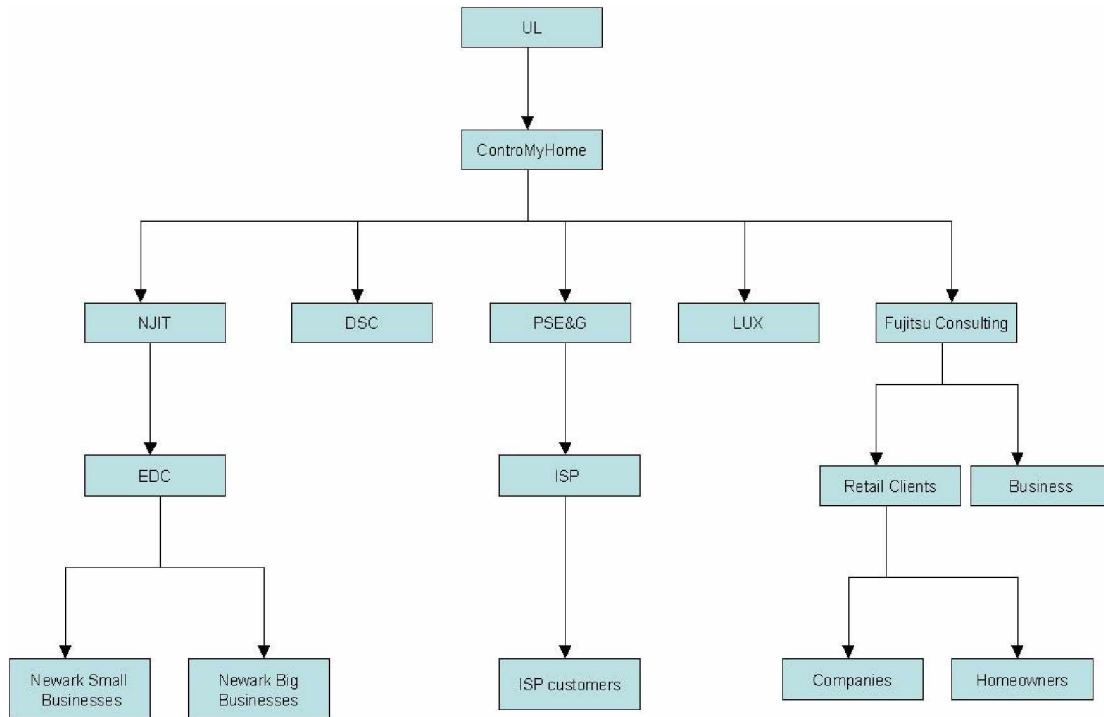 UL
ControMyHome
NJIT
DSC
PSE&G
LUX
Fujitsu Consulting
EDC
ISP
Retail Clients
Business
Newark Small
Businesses
Newark Big
Businesses
ISP customers
Companies
Homeowners